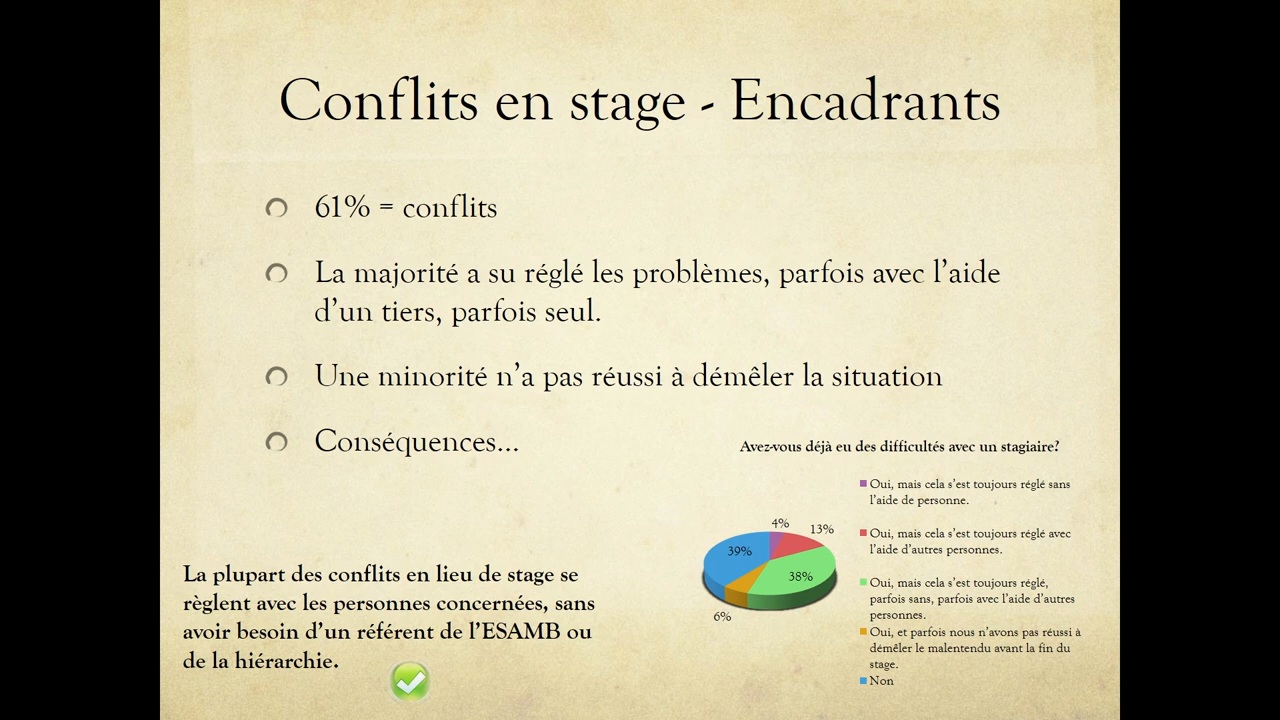 Conflits en stage - Encadrants
61% = conflits
La majorité a su réglé les problèmes, parfois avec l'aide
d'un tiers, parfois seul.
Une minorité n'a pas réussi à démêler la situation
Conséquences...
Avez-vous déjà eu des difficultés avec un stagiaire?
4%
13%
39%
38%
6%
Oui, mais cela s'est toujours réglé sans
l'aide de personne.
Oui, mais cela s'est toujours réglé avec
l'aide d'autres personnes.
Oui, mais cela s'est toujours réglé,
parfois sans, parfois avec l'aide d'autres
personnes.
Oui, et parfois nous n'avons pas réussi à
démêler le malentendu avant la fin du
stage.
Non
La plupart des conflits en lieu de stage se
règlent avec les personnes concernées, sans
avoir besoin d'un référent de l'ESAMB ou
de la hiérarchie.